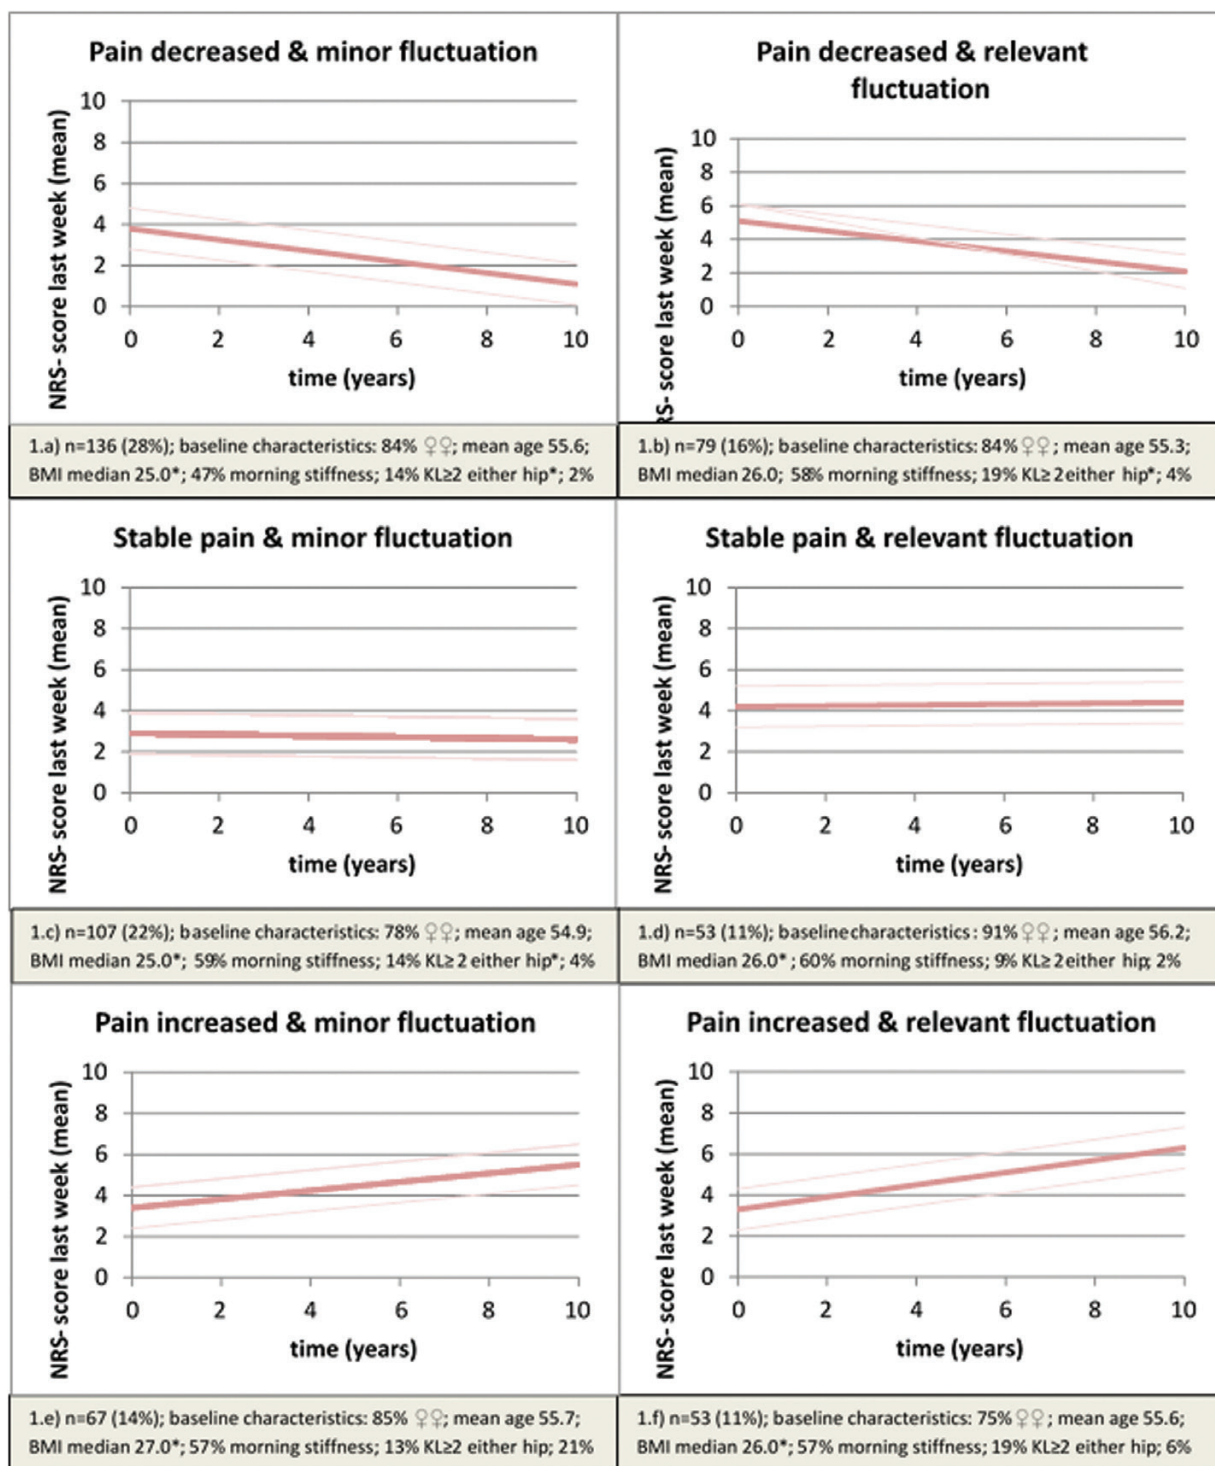 Pain decreased & minor fluctuation
NRS- score last week (mean)
10
8
6
4
2
0
0 2 4 6 8 10
time (years)
1.a) n=136 (28%); baseline characteristics: 84% ♀♀; mean age 55.6;
BMI median 25.0*; 47% morning stiffness; 14% KL≥2 either hip*; 2%
Pain decreased & relevant
fluctuation
RS- score last week (mean)
10
8
6
4
2
0
0 2 4 6 8 10
time (years)
1.b) n=79 (16%); baseline characteristics: 84% ♀♀; mean age 55.3;
BMI median 26.0; 58% morning stiffness; 19% KL≥ 2either hip*; 4%
Stable pain & minor fluctuation
NRS- score last week (mean)
10
8
6
4
2
0
0 2 4 6 8 10
time (years)
1.c) n=107 (22%); baseline characteristics: 78% ♀♀; mean age 54.9;
BMI median 25.0*; 59% morning stiffness; 14% KL≥ 2 either hip*; 4%
Stable pain & relevant fluctuation
NRS- score last week (mean)
10
8
6
4
2
0
0 2 4 6 8 10
time (years)
1.d) n=53 (11%); baselinecharacteristics : 91% ♀♀; mean age 56.2;
BMI median 26.0* ; 60% morning stiffness; 9% KL≥ 2either hip; 2%
Pain increased & minor fluctuation
NRS- score last week (mean)
10
8
6
4
2
0
0 2 4 6 8 10
time (years)
1.e) n=67 (14%); baseline characteristics: 85% ♀♀; mean age 55.7;
BMI median 27.0*; 57% morning stiffness; 13% KL≥2 either hip; 21%
Pain increased & relevant fluctuation
NRS- score last week (mean)
10
8
6
4
2
0
0 2 4 6 8 10
time (years)
1.f) n=53 (11%); baseline characteristics: 75% ♀♀; mean age 55.6;
BMI median 26.0*; 57% morning stiffness; 19% KL≥2 either hip; 6%